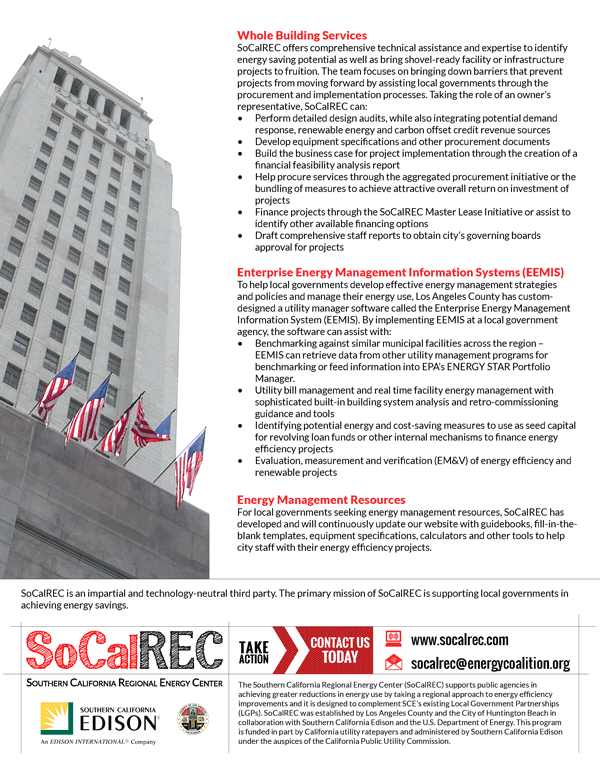 Whole Building Services
SoCalREC offers comprehensive technical assistance and expertise to identify
energy saving potential as well as bring shovel-ready facility or infrastructure
projects to fruition. The team focuses on bringing down barriers that prevent
projects from moving forward by assisting local governments through the
procurement and implementation processes. Taking the role of an owner's
representative, SoCalREC can:
• Perform detailed design audits, while also integrating potential demand
response, renewable energy and carbon offset credit revenue sources
• Develop equipment specifications and other procurement documents
• Build the business case for project implementation through the creation of a
financial feasibility analysis report
• Help procure services through the aggregated procurement initiative or the
bundling of measures to achieve attractive overall return on investment of
projects
• Finance projects through the SoCalREC Master Lease Initiative or assist to
identify other available financing options
• Draft comprehensive staff reports to obtain city's governing boards
approval for projects
Enterprise Energy Management Information Systems (EEMIS)
To help local governments develop effective energy management strategies
and policies and manage their energy use, Los Angeles County has custom-
designed a utility manager software called the Enterprise Energy Management
Information System (EEMIS). By implementing EEMIS at a local government
agency, the software can assist with:
• Benchmarking against similar municipal facilities across the region –
EEMIS can retrieve data from other utility management programs for
benchmarking or feed information into EPA's ENERGY STAR Portfolio
Manager.
• Utility bill management and real time facility energy management with
sophisticated built-in building system analysis and retro-commissioning
guidance and tools
• Identifying potential energy and cost-saving measures to use as seed capital
for revolving loan funds or other internal mechanisms to finance energy
efficiency projects
• Evaluation, measurement and verification (EM&V) of energy efficiency and
renewable projects
Energy Management Resources
For local governments seeking energy management resources, SoCalREC has
developed and will continuously update our website with guidebooks, fill-in-the-
blank templates, equipment specifications, calculators and other tools to help
city staff with their energy efficiency projects.
SoCalREC is an impartial and technology-neutral third party. The primary mission of SoCalREC is supporting local governments in
achieving energy savings.
SoCalREC
Southern California Regional Energy Center
SOUTHERN CALIFORNIA
EDISON®
An EDISON INTERNATIONAL® Company
TAKE
ACTION
CONTACT US
TODAY
www.socalrec.com
socalrec@energycoalition.org
The Southern California Regional Energy Center (SoCalREC) supports public agencies in
achieving greater reductions in energy use by taking a regional approach to energy efficiency
improvements and it is designed to complement SCE's existing Local Government Partnerships
(LGPs). SoCalREC was established by Los Angeles County and the City of Huntington Beach in
collaboration with Southern California Edison and the U.S. Department of Energy. This program
is funded in part by California utility ratepayers and administered by Southern California Edison
under the auspices of the California Public Utility Commission.